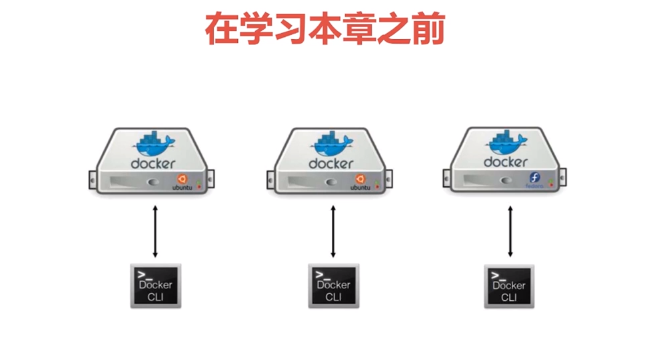 在学习本章之前
docker
ubuntu
docker
ubuntu
docker
fedora
>_
Docker
CLI
>_
Docker
CLI
>_
Docker
CLI